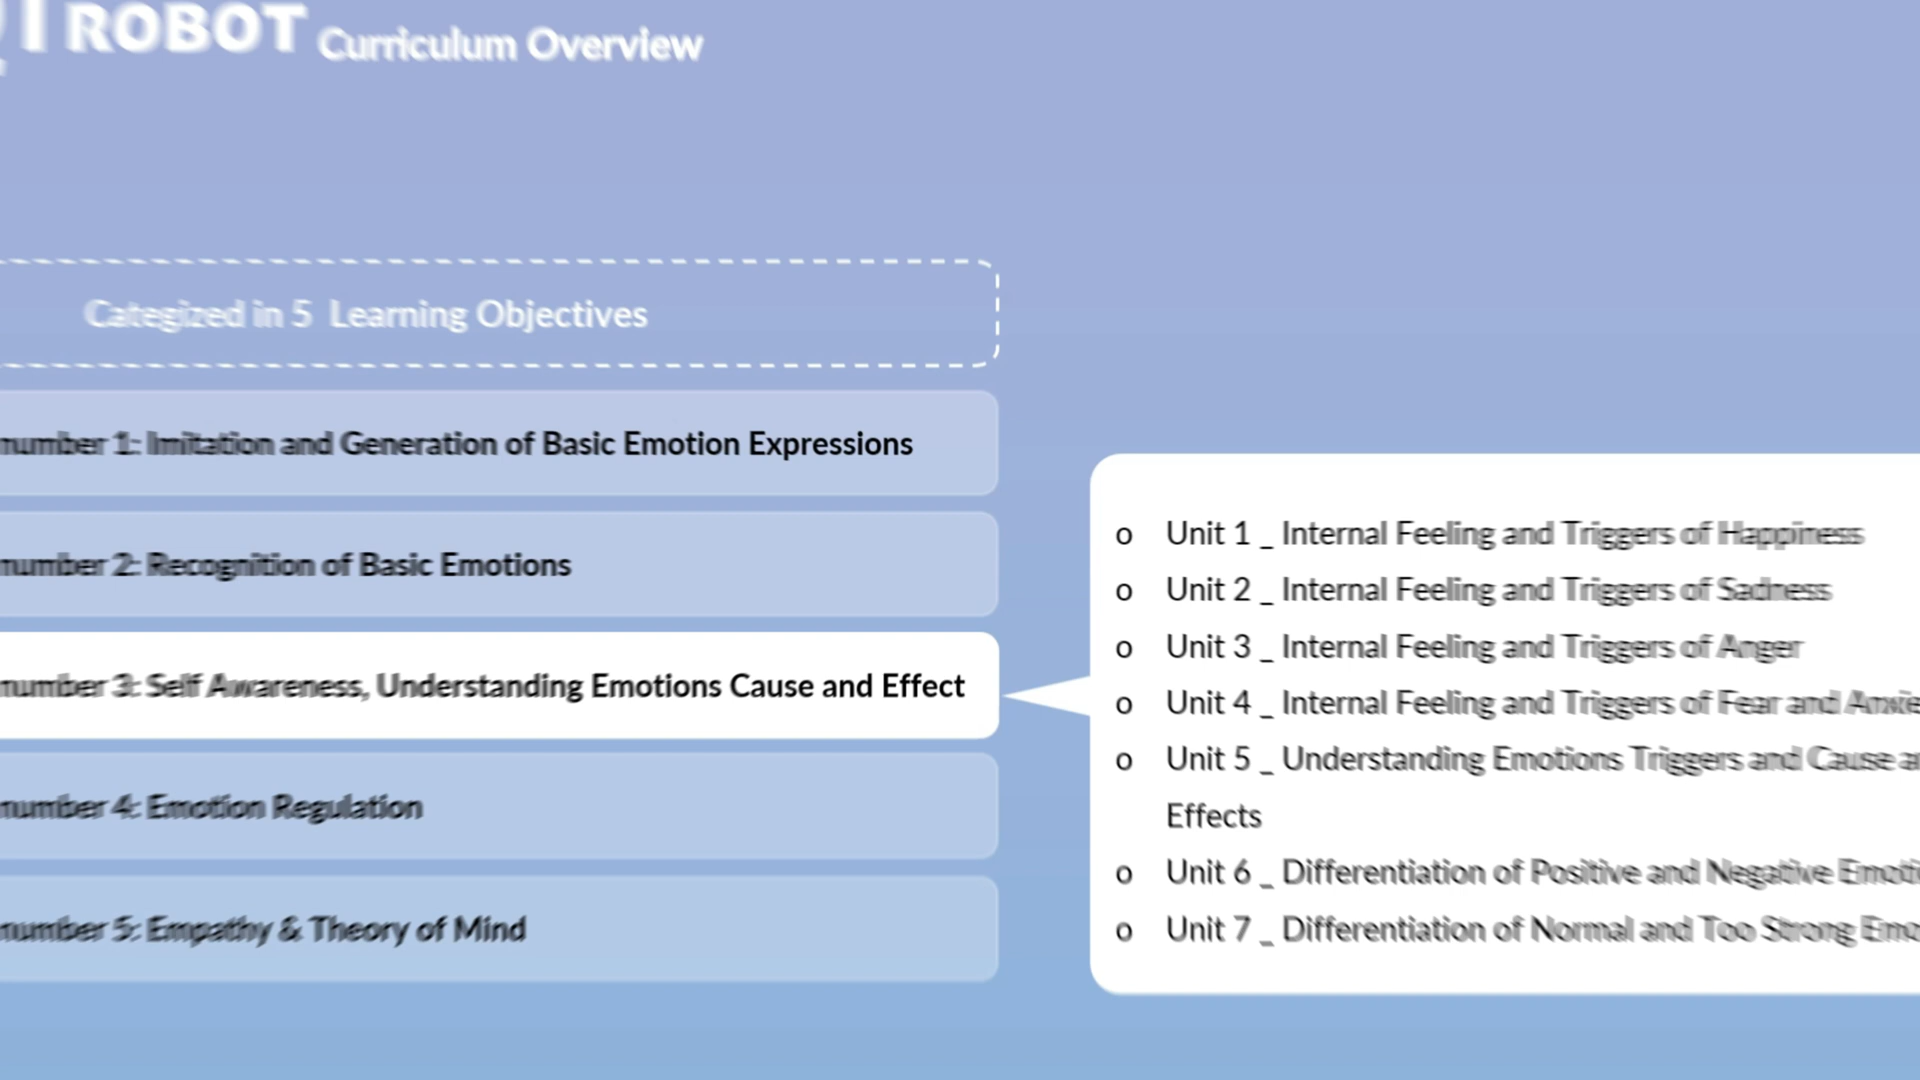 QTROBOT Curriculum Overview
Categized in 5 Learning Objectives
number 1: Imitation and Generation of Basic Emotion Expressions
number 2: Recognition of Basic Emotions
number 3: Self Awareness, Understanding Emotions Cause and Effect
number 4: Emotion Regulation
number 5: Empathy & Theory of Mind
o Unit 1 _ Internal Feeling and Triggers of Happiness
o Unit 2 _ Internal Feeling and Triggers of Sadness
o Unit 3 _ Internal Feeling and Triggers of Anger
o Unit 4 _ Internal Feeling and Triggers of Fear and Anxie
o Unit 5 _ Understanding Emotions Triggers and Cause an
Effects
o Unit 6 _ Differentiation of Positive and Negative Emoti
o Unit 7 _ Differentiation of Normal and Too Strong Emo